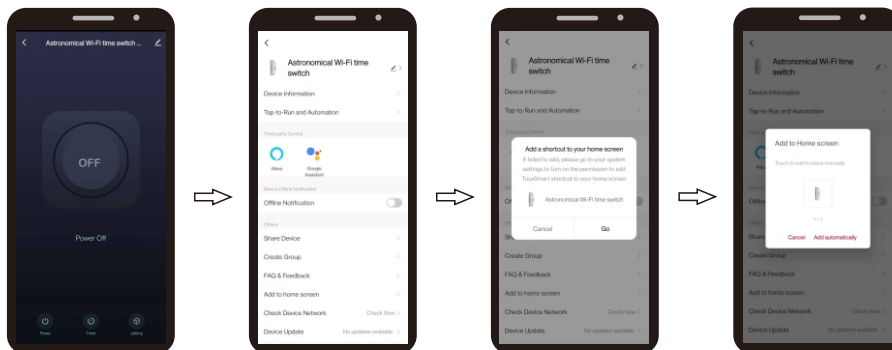 Astronomical Wi-Fi time switch ..
OFF
Power Off
Power
Timer
setting
Astronomical Wi-Fi time
switch
Device Information
Tap-to-Run and Automation
Third-party Control
Alexa
Google
Assistant
Device Offline Notification
Offline Notification
Others
Share Device
Create Group
FAQ & Feedback
Add to home screen
Check Device Network Check Now
Device Update No updates available
Astronomical Wi-Fi time
switch
Device Information
Tap-to-Run and Automation
Third-party Control
Add a shortcut to your home screen
If failed to add, please go to your system
settings to turn on the permission to add
TuyaSmart shortcut to your home screen
Astronomical Wi-Fi time switch
Cancel Go
Create Group
FAQ & Feedback
Add to home screen
Check Device Network Check Now
Device Update No updates available
Astronomical Wi-Fi time
switch
Device Information
Tap-to-Run and Automation
Third-party Control
Add to Home screen
Touch & hold to place manually
1 x 1
Cancel Add automatically
Create Group
FAQ & Feedback
Add to home screen
Check Device Network Check Now
Device Update No updates available